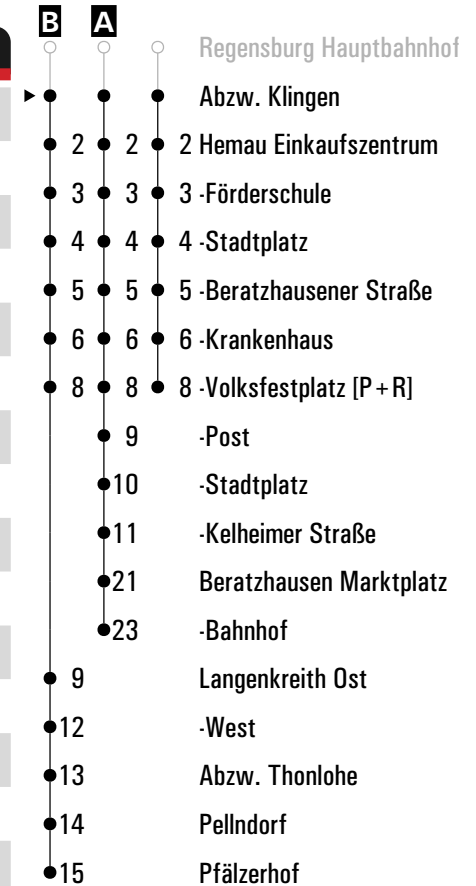 B A
Regensburg Hauptbahnhof
Abzw. Klingen
2 2 2 Hemau Einkaufszentrum
3 3 3 -Förderschule
4 4 4 -Stadtplatz
5 5 5 -Beratzhausener Straße
6 6 6 -Krankenhaus
8 8 8 -Volksfestplatz [P+R]
9 -Post
10 -Stadtplatz
11 -Kelheimer Straße
21 Beratzhausen Marktplatz
23 -Bahnhof
9 Langenkreith Ost
12 -West
13 Abzw. Thonlohe
14 Pellndorf
15 Pfälzerhof